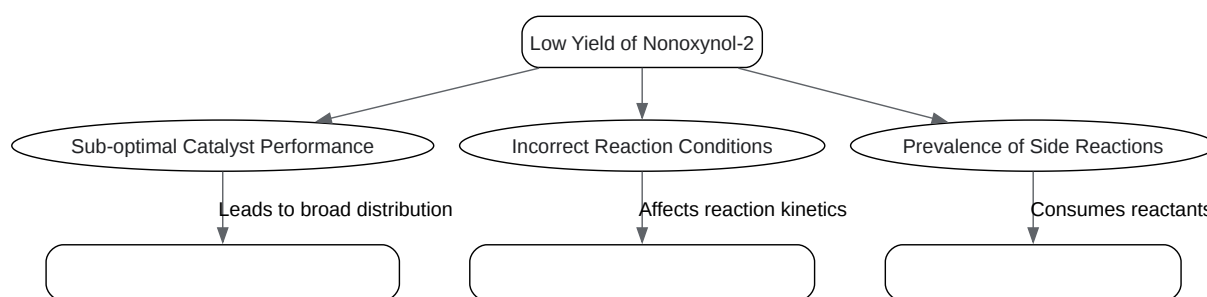 Low Yield of Nonoxynol-2
Sub-optimal Catalyst Performance
Incorrect Reaction Conditions
Prevalence of Side Reactions
Leads to broad distribution
Affects reaction kinetics
Consumes reactants